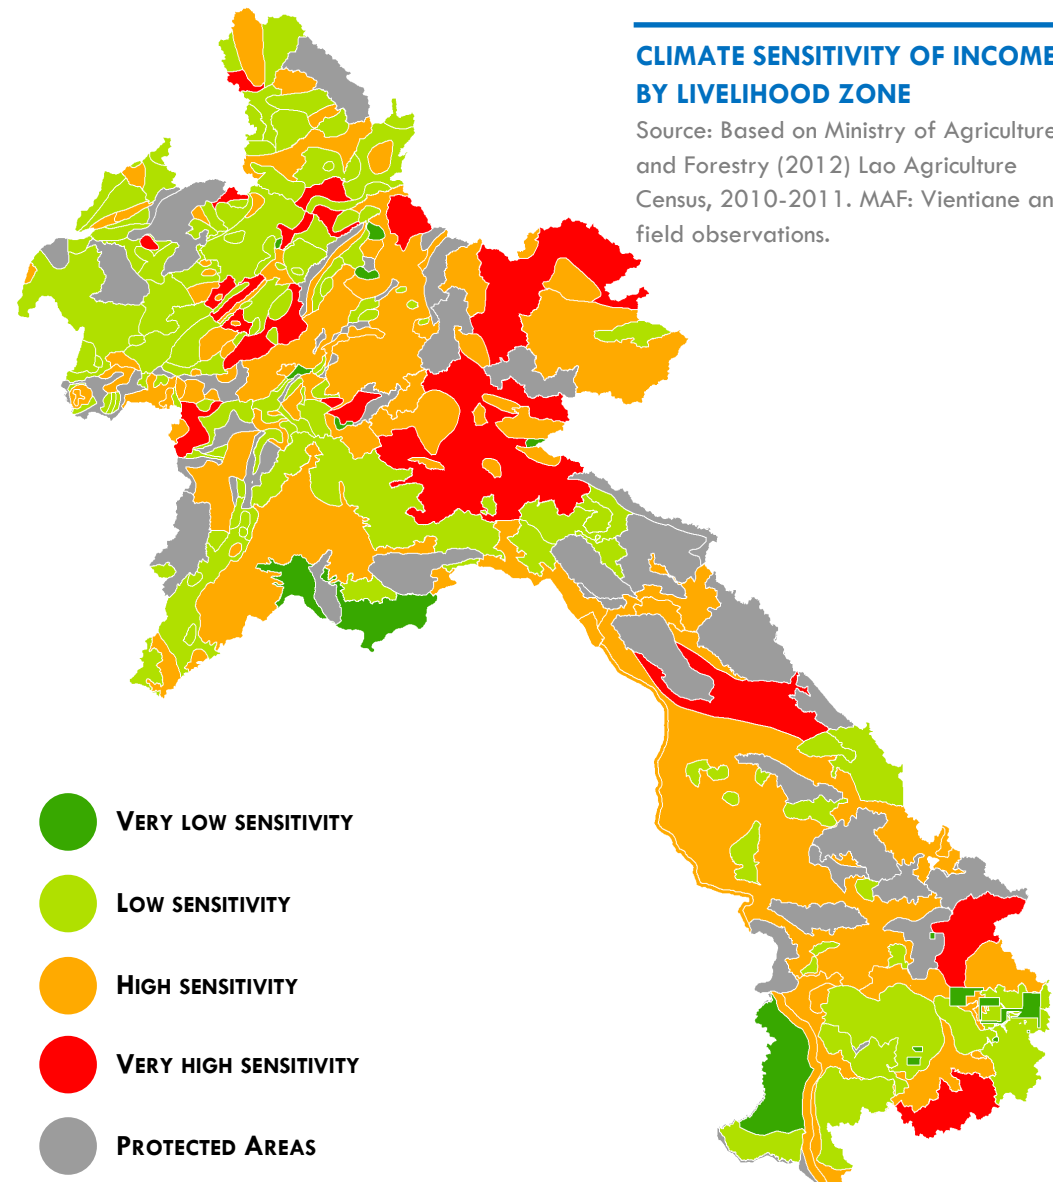 CLIMATE SENSITIVITY OF INCOME
BY LIVELIHOOD ZONE
Source: Based on Ministry of Agriculture
and Forestry (2012) Lao Agriculture
Census, 2010-2011. MAF: Vientiane an
field observations.
VERY LOW SENSITIVITY
LOW SENSITIVITY
HIGH SENSITIVITY
VERY HIGH SENSITIVITY
PROTECTED AREAS